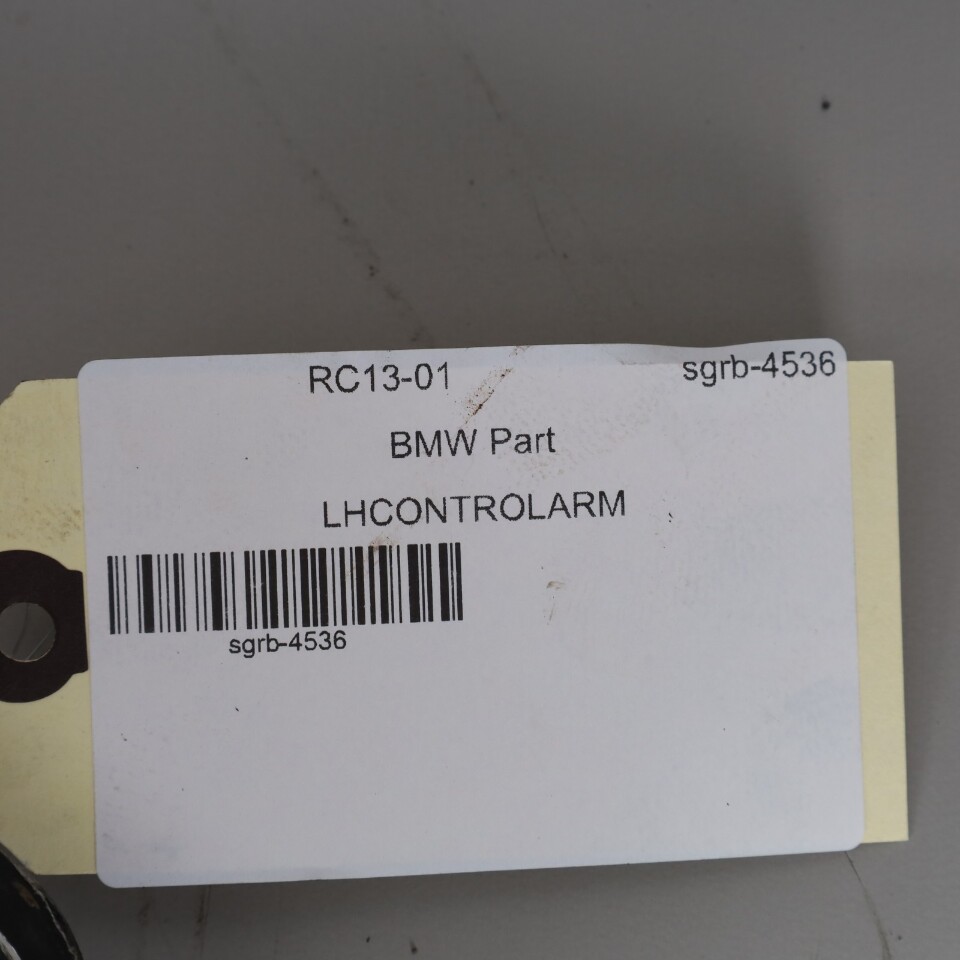 RC13-01 sgrb-4536
BMW Part
LHCONTROLARM
sgrb-4536